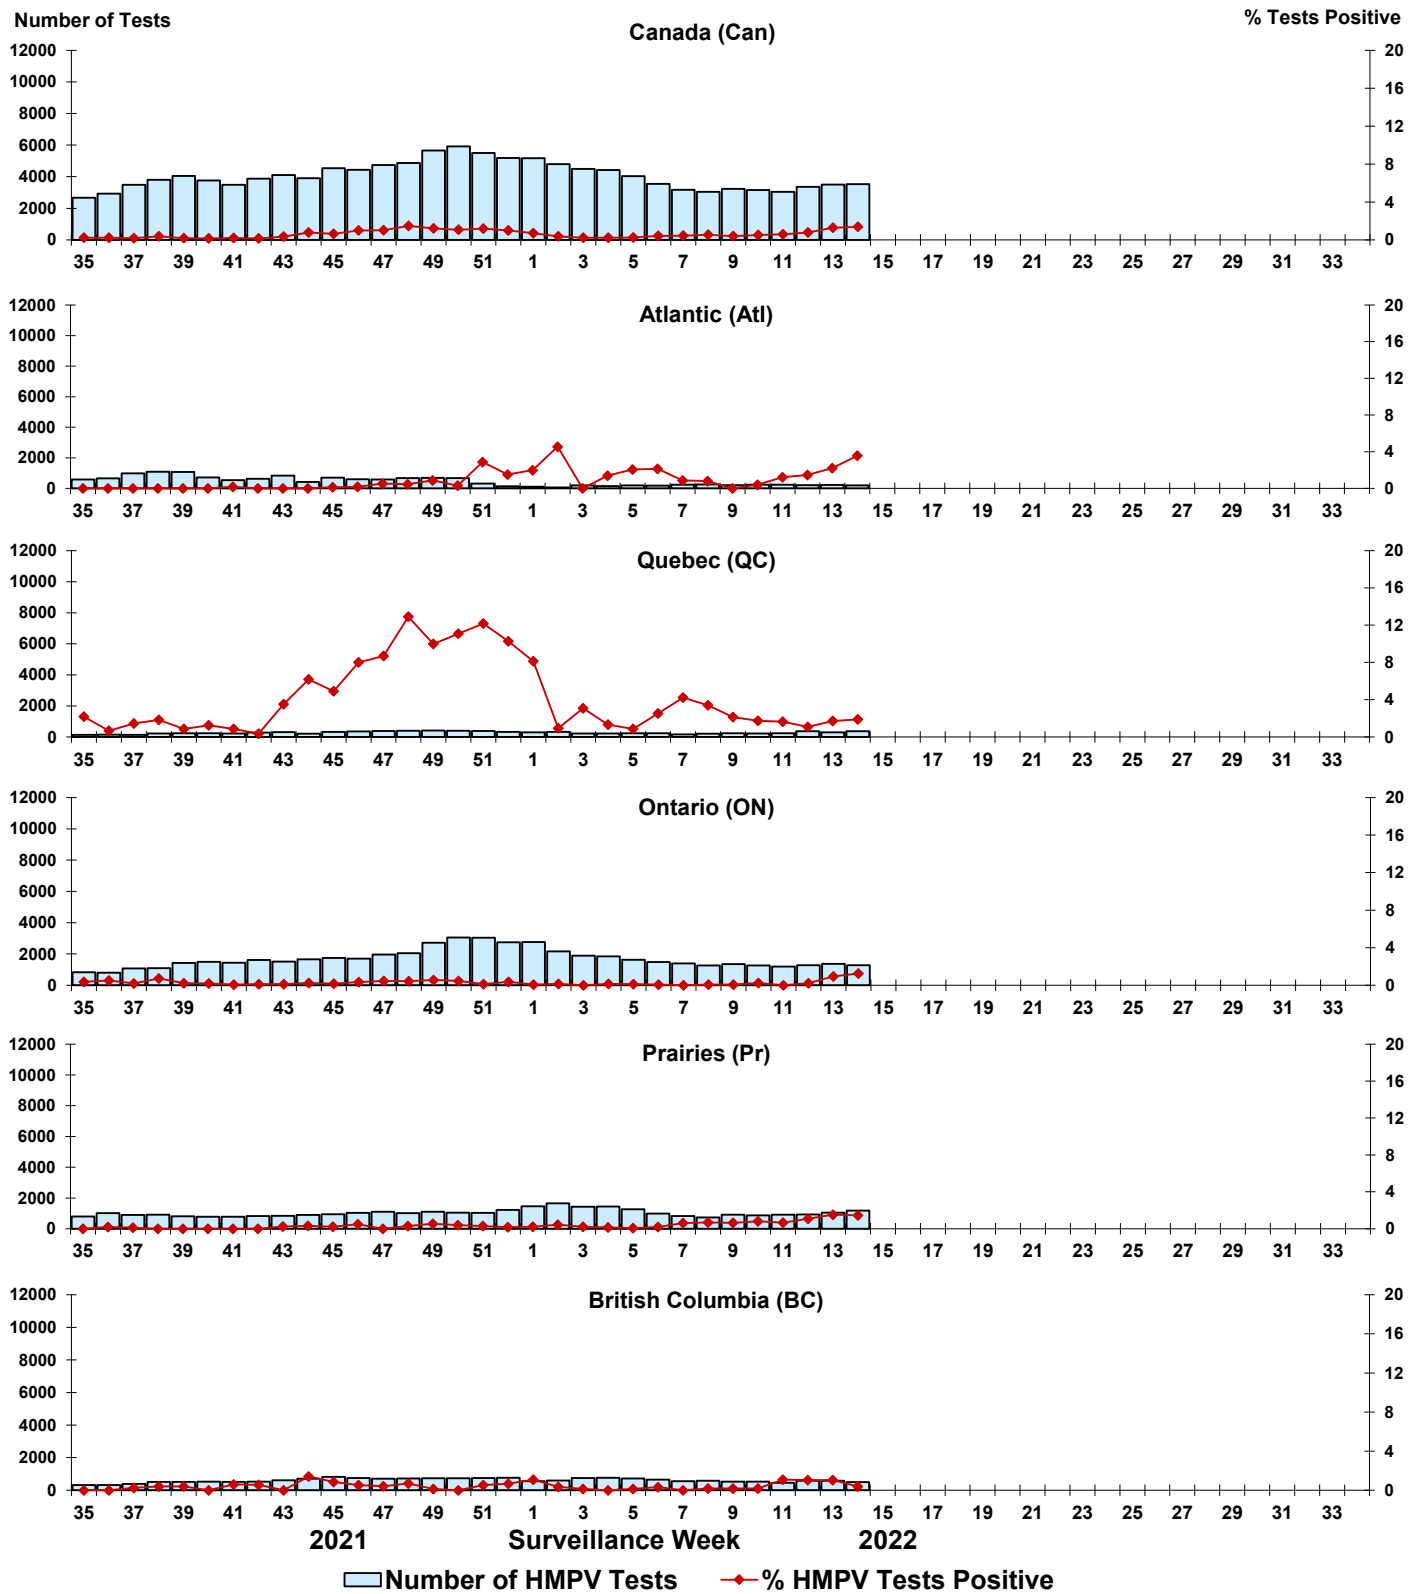 Number of Tests
% Tests Positive
Canada (Can)
12000 20
10000 16
8000 12
6000 8
4000 4
2000 0
0
35 37 39 41 43 45 47 49 51 1 3 5 7 9 11 13 15 17 19 21 23 25 27 29 31 33
Atlantic (Atl)
12000 20
10000 16
8000 12
6000 8
4000 4
2000 0
0
35 37 39 41 43 45 47 49 51 1 3 5 7 9 11 13 15 17 19 21 23 25 27 29 31 33
Quebec (QC)
12000 20
10000 16
8000 12
6000 8
4000 4
2000 0
0
35 37 39 41 43 45 47 49 51 1 3 5 7 9 11 13 15 17 19 21 23 25 27 29 31 33
Ontario (ON)
12000 20
10000 16
8000 12
6000 8
4000 4
2000 0
0
35 37 39 41 43 45 47 49 51 1 3 5 7 9 11 13 15 17 19 21 23 25 27 29 31 33
Prairies (Pr)
12000 20
10000 16
8000 12
6000 8
4000 4
2000 0
0
35 37 39 41 43 45 47 49 51 1 3 5 7 9 11 13 15 17 19 21 23 25 27 29 31 33
British Columbia (BC)
12000 20
10000 16
8000 12
6000 8
4000 4
2000 0
0
35 37 39 41 43 45 47 49 51 1 3 5 7 9 11 13 15 17 19 21 23 25 27 29 31 33
2021 Surveillance Week 2022
Number of HMPV Tests % HMPV Tests Positive